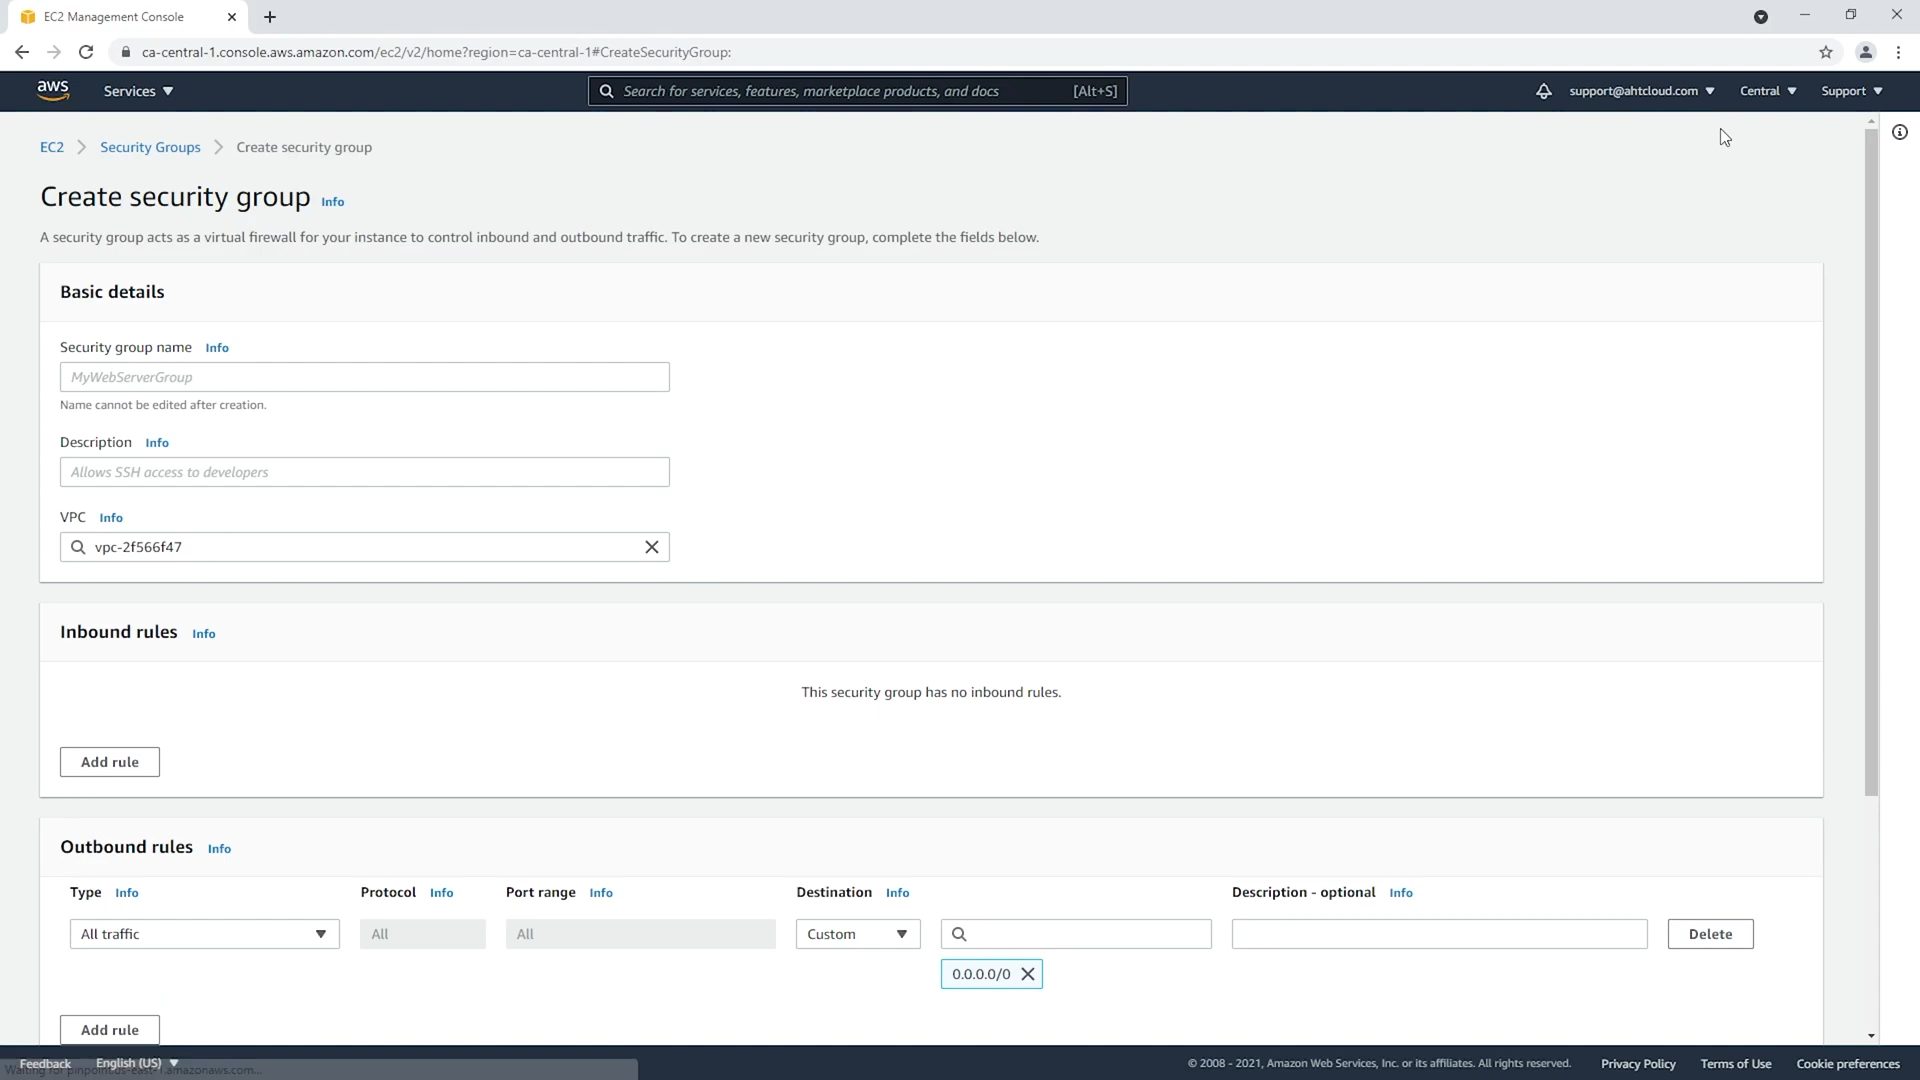 EC2 Management Console
ca-central-1.console.aws.amazon.com/ec2/v2/home?region=ca-central-1#CreateSecurityGroup:
aws Services Search for services, features, marketplace products, and docs [Alt+S] support@ahtcloud.com Central Support
EC2 Security Groups Create security group
Create security group Info
A security group acts as a virtual firewall for your instance to control inbound and outbound traffic. To create a new security group, complete the fields below.
Basic details
Security group name Info
MyWebServerGroup
Name cannot be edited after creation.
Description Info
Allows SSH access to developers
VPC Info
vpc-2f566f47
Inbound rules Info
This security group has no inbound rules.
Add rule
Outbound rules Info
Type Info Protocol Info Port range Info Destination Info Description - optional Info
All traffic All All Custom Delete
0.0.0.0/0
Add rule
Feedback English (US) © 2008 - 2021, Amazon Web Services, Inc. or its affiliates. All rights reserved. Privacy Policy Terms of Use Cookie preferences
Waiting for pinpoint.us-east-1.amazonaws.com...